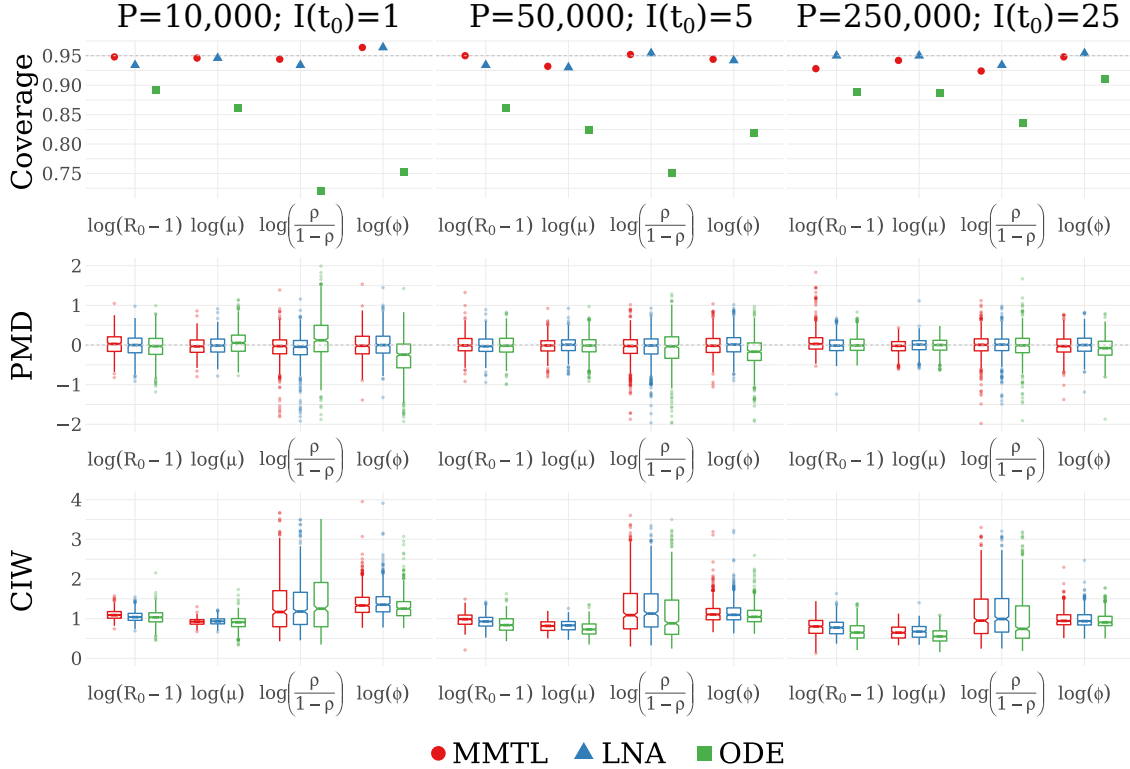 P=10,000; I(t₀)=1 P=50,000; I(t₀)=5 P=250,000; I(t₀)=25
Coverage
0.95
0.90
0.85
0.80
0.75
log(R₀ − 1) log(μ) log(ρ/(1 − ρ)) log(ϕ) log(R₀ − 1) log(μ) log(ρ/(1 − ρ)) log(ϕ) log(R₀ − 1) log(μ) log(ρ/(1 − ρ)) log(ϕ)
PMD
2
1
0
−1
−2
log(R₀ − 1) log(μ) log(ρ/(1 − ρ)) log(ϕ) log(R₀ − 1) log(μ) log(ρ/(1 − ρ)) log(ϕ) log(R₀ − 1) log(μ) log(ρ/(1 − ρ)) log(ϕ)
CIW
4
3
2
1
0
log(R₀ − 1) log(μ) log(ρ/(1 − ρ)) log(ϕ) log(R₀ − 1) log(μ) log(ρ/(1 − ρ)) log(ϕ) log(R₀ − 1) log(μ) log(ρ/(1 − ρ)) log(ϕ)
MMTL LNA ODE